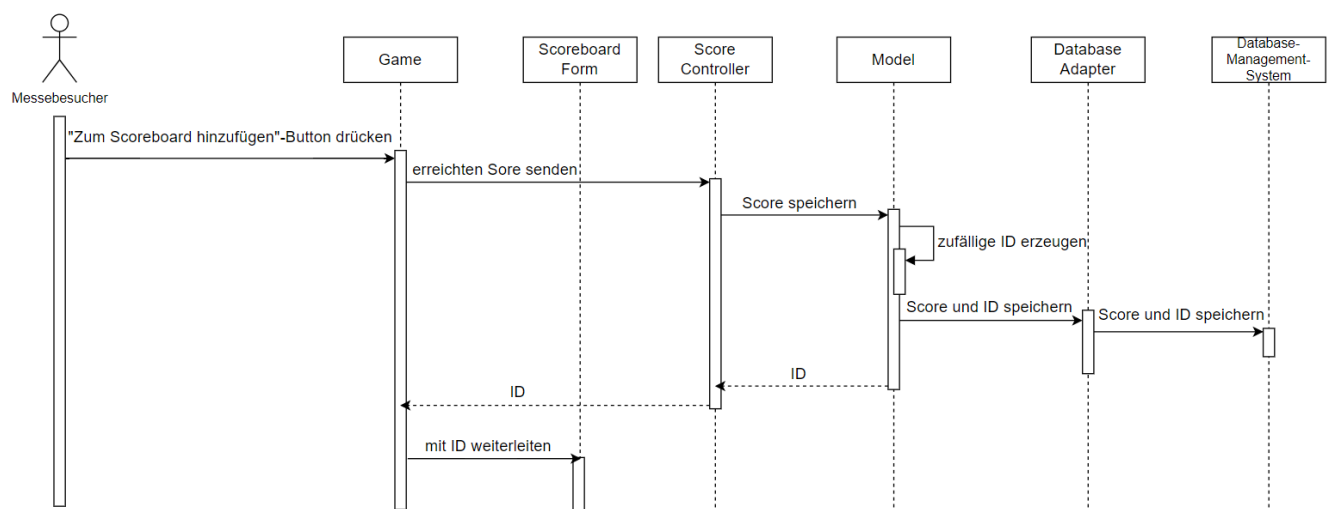 Messebesucher
Game
Scoreboard
Form
Score
Controller
Model
Database
Adapter
Database-
Management-
System
"Zum Scoreboard hinzufügen"-Button drücken
erreichten Sore senden
Score speichern
zufällige ID erzeugen
Score und ID speichern
Score und ID speichern
ID
ID
mit ID weiterleiten